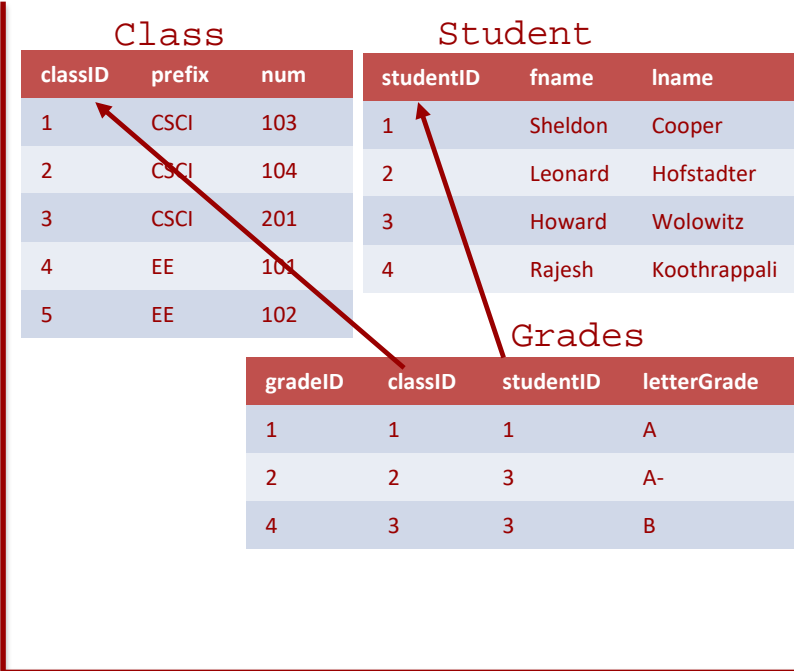 Class
classID prefix num
1 CSCI 103
2 CSCI 104
3 CSCI 201
4 EE 101
5 EE 102
Student
studentID fname lname
1 Sheldon Cooper
2 Leonard Hofstadter
3 Howard Wolowitz
4 Rajesh Koothrappali
Grades
gradeID classID studentID letterGrade
1 1 1 A
2 2 3 A-
4 3 3 B